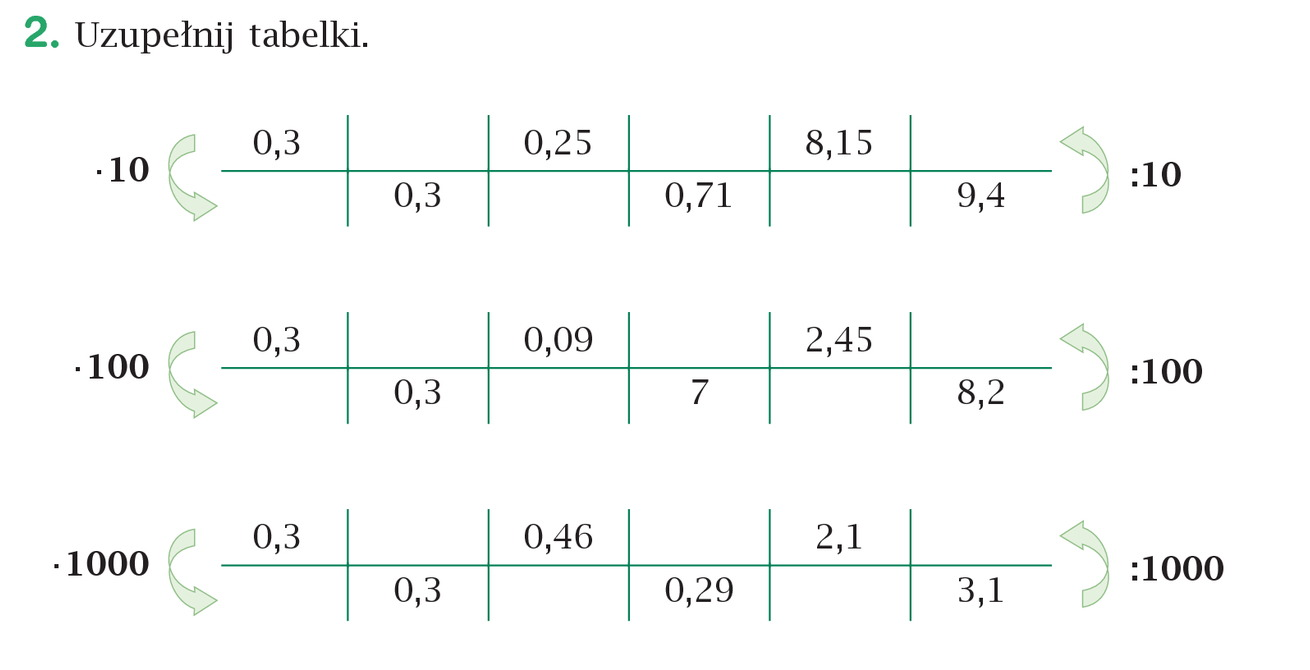 2. Uzupełnij tabelki.
0,3 0,25 8,15
·10 :10
0,3 0,71 9,4
0,3 0,09 2,45
·100 :100
0,3 7 8,2
0,3 0,46 2,1
·1000 :1000
0,3 0,29 3,1